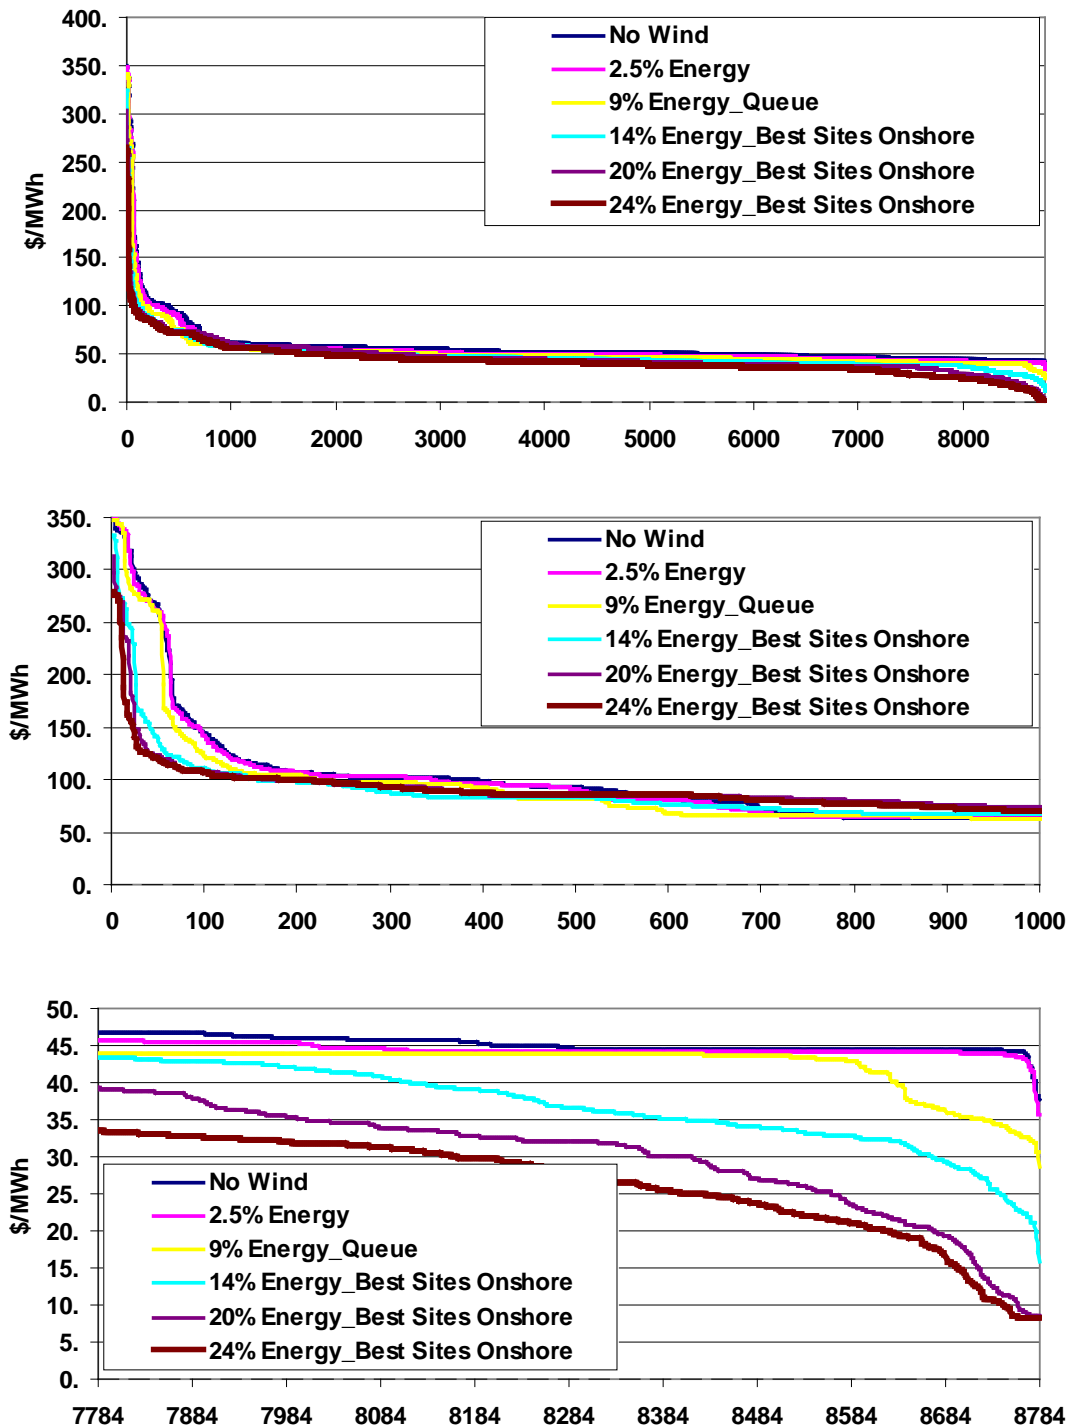 400.
350.
300.
250.
200.
150.
100.
50.
0.
$/MWh
No Wind
2.5% Energy
9% Energy_Queue
14% Energy_Best Sites Onshore
20% Energy_Best Sites Onshore
24% Energy_Best Sites Onshore
0 1000 2000 3000 4000 5000 6000 7000 8000
350.
300.
250.
200.
150.
100.
50.
0.
$/MWh
No Wind
2.5% Energy
9% Energy_Queue
14% Energy_Best Sites Onshore
20% Energy_Best Sites Onshore
24% Energy_Best Sites Onshore
0 100 200 300 400 500 600 700 800 900 1000
50.
45.
40.
35.
30.
25.
20.
15.
10.
5.
0.
$/MWh
No Wind
2.5% Energy
9% Energy_Queue
14% Energy_Best Sites Onshore
20% Energy_Best Sites Onshore
24% Energy_Best Sites Onshore
7784 7884 7984 8084 8184 8284 8384 8484 8584 8684 8784